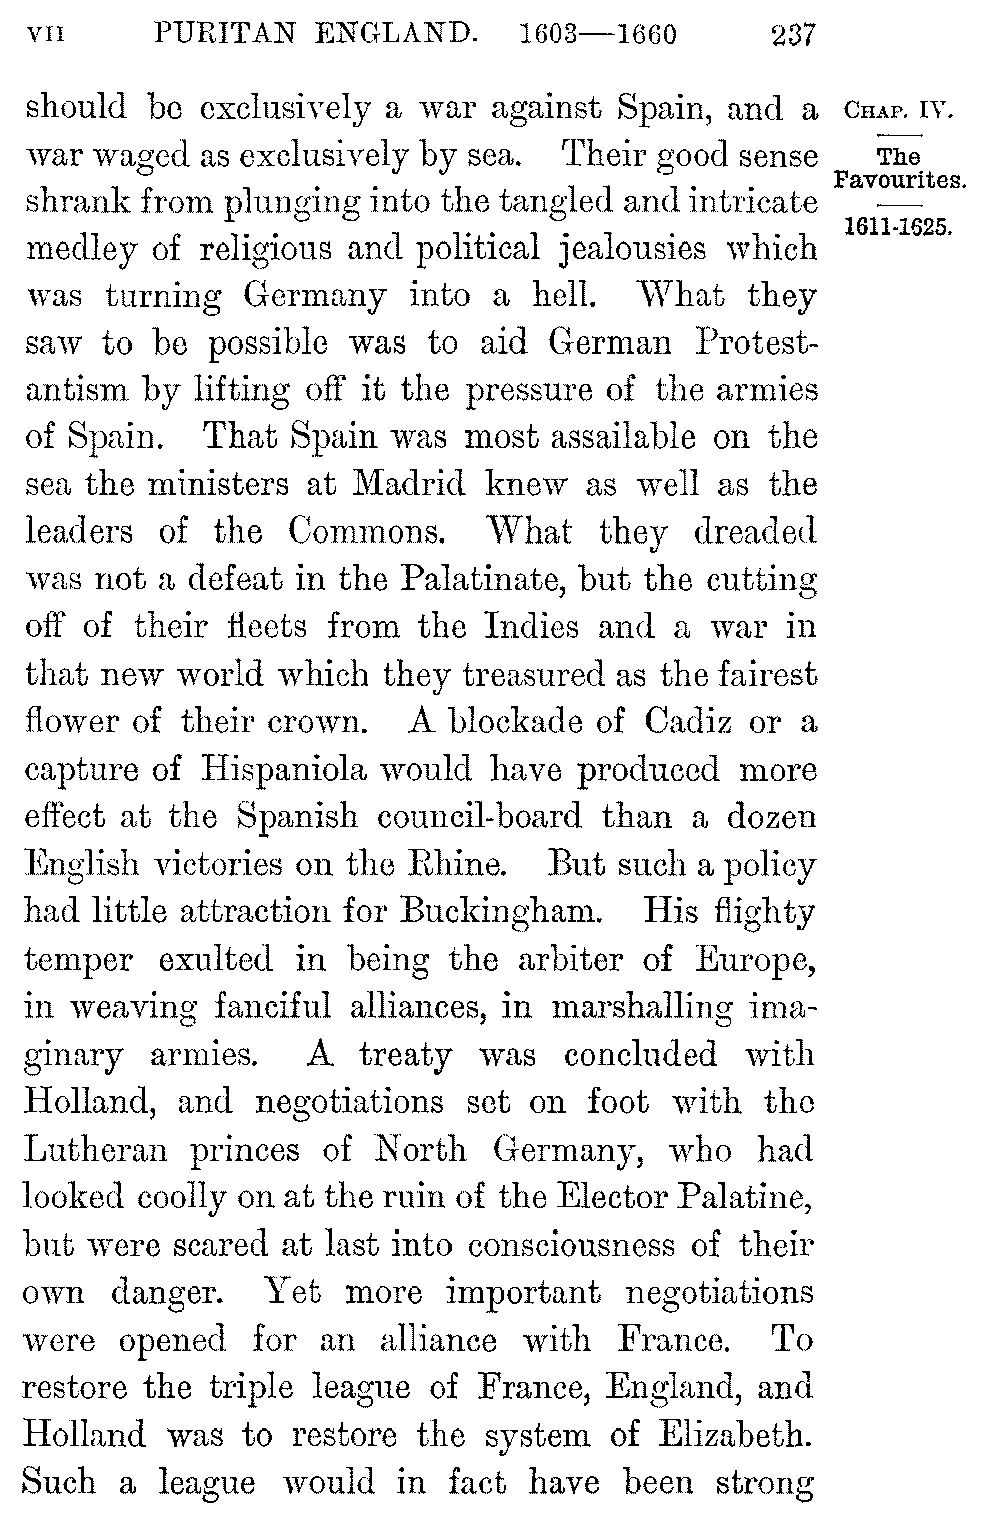 VII PURITAN ENGLAND. 1603—1660 237
should be exclusively a war against Spain, and a
war waged as exclusively by sea. Their good sense
shrank from plunging into the tangled and intricate
medley of religious and political jealousies which
was turning Germany into a hell. What they
saw to be possible was to aid German Protest-
antism by lifting off it the pressure of the armies
of Spain. That Spain was most assailable on the
sea the ministers at Madrid knew as well as the
leaders of the Commons. What they dreaded
was not a defeat in the Palatinate, but the cutting
off of their fleets from the Indies and a war in
that new world which they treasured as the fairest
flower of their crown. A blockade of Cadiz or a
capture of Hispaniola would have produced more
effect at the Spanish council-board than a dozen
English victories on the Rhine. But such a policy
had little attraction for Buckingham. His flighty
temper exulted in being the arbiter of Europe,
in weaving fanciful alliances, in marshalling ima-
ginary armies. A treaty was concluded with
Holland, and negotiations set on foot with the
Lutheran princes of North Germany, who had
looked coolly on at the ruin of the Elector Palatine,
but were scared at last into consciousness of their
own danger. Yet more important negotiations
were opened for an alliance with France. To
restore the triple league of France, England, and
Holland was to restore the system of Elizabeth.
Such a league would in fact have been strong
CHAP. IV.
The
Favourites.
1611-1625.